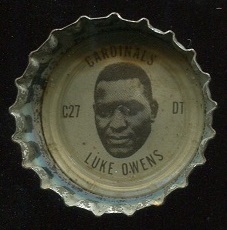 CARDINALS
C27 DT
LUKE OWENS